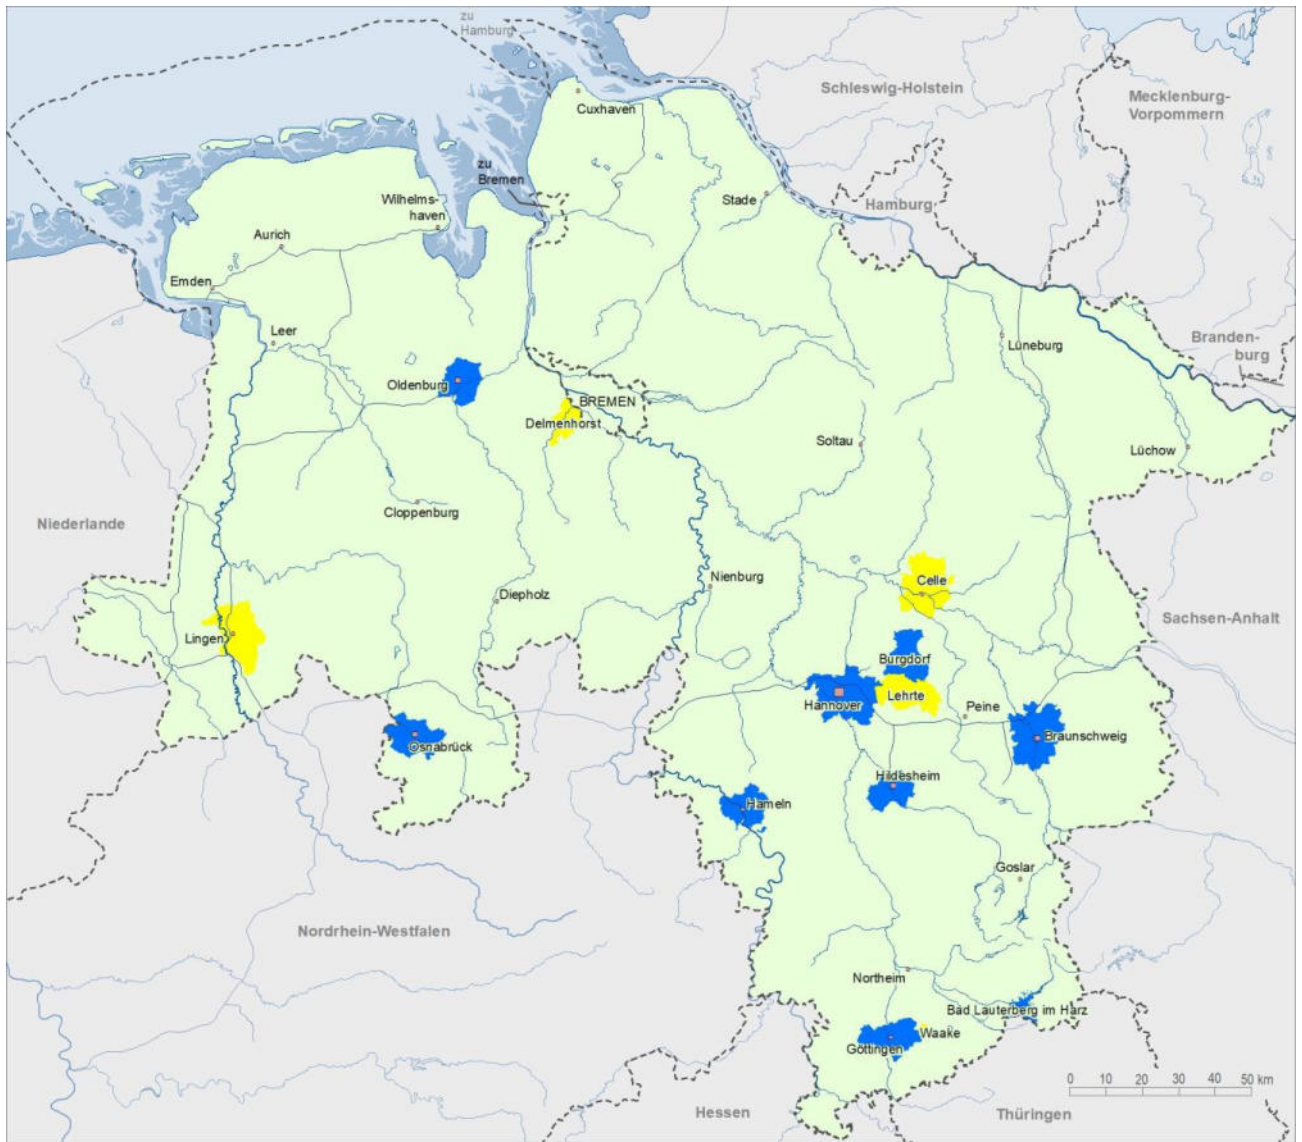 zu
Hamburg
Schleswig-Holstein
Mecklenburg-
Vorpommern
Cuxhaven
zu
Bremen
Wilhelms-
haven
Stade
Hamburg
Aurich
Emden
Leer
Lüneburg
Branden-
burg
Oldenburg
BREMEN
Delmenhorst
Soltau
Lüchow
Cloppenburg
Niederlande
Nienburg
Celle
Diepholz
Sachsen-Anhalt
Lingen
Burgdorf
Lehrte
Hannover
Peine
Braunschweig
Osnabrück
Hildesheim
Hameln
Goslar
Nordrhein-Westfalen
Northeim
Bad Lauterberg im Harz
Waake
Göttingen
0 10 20 30 40 50 km
Hessen
Thüringen